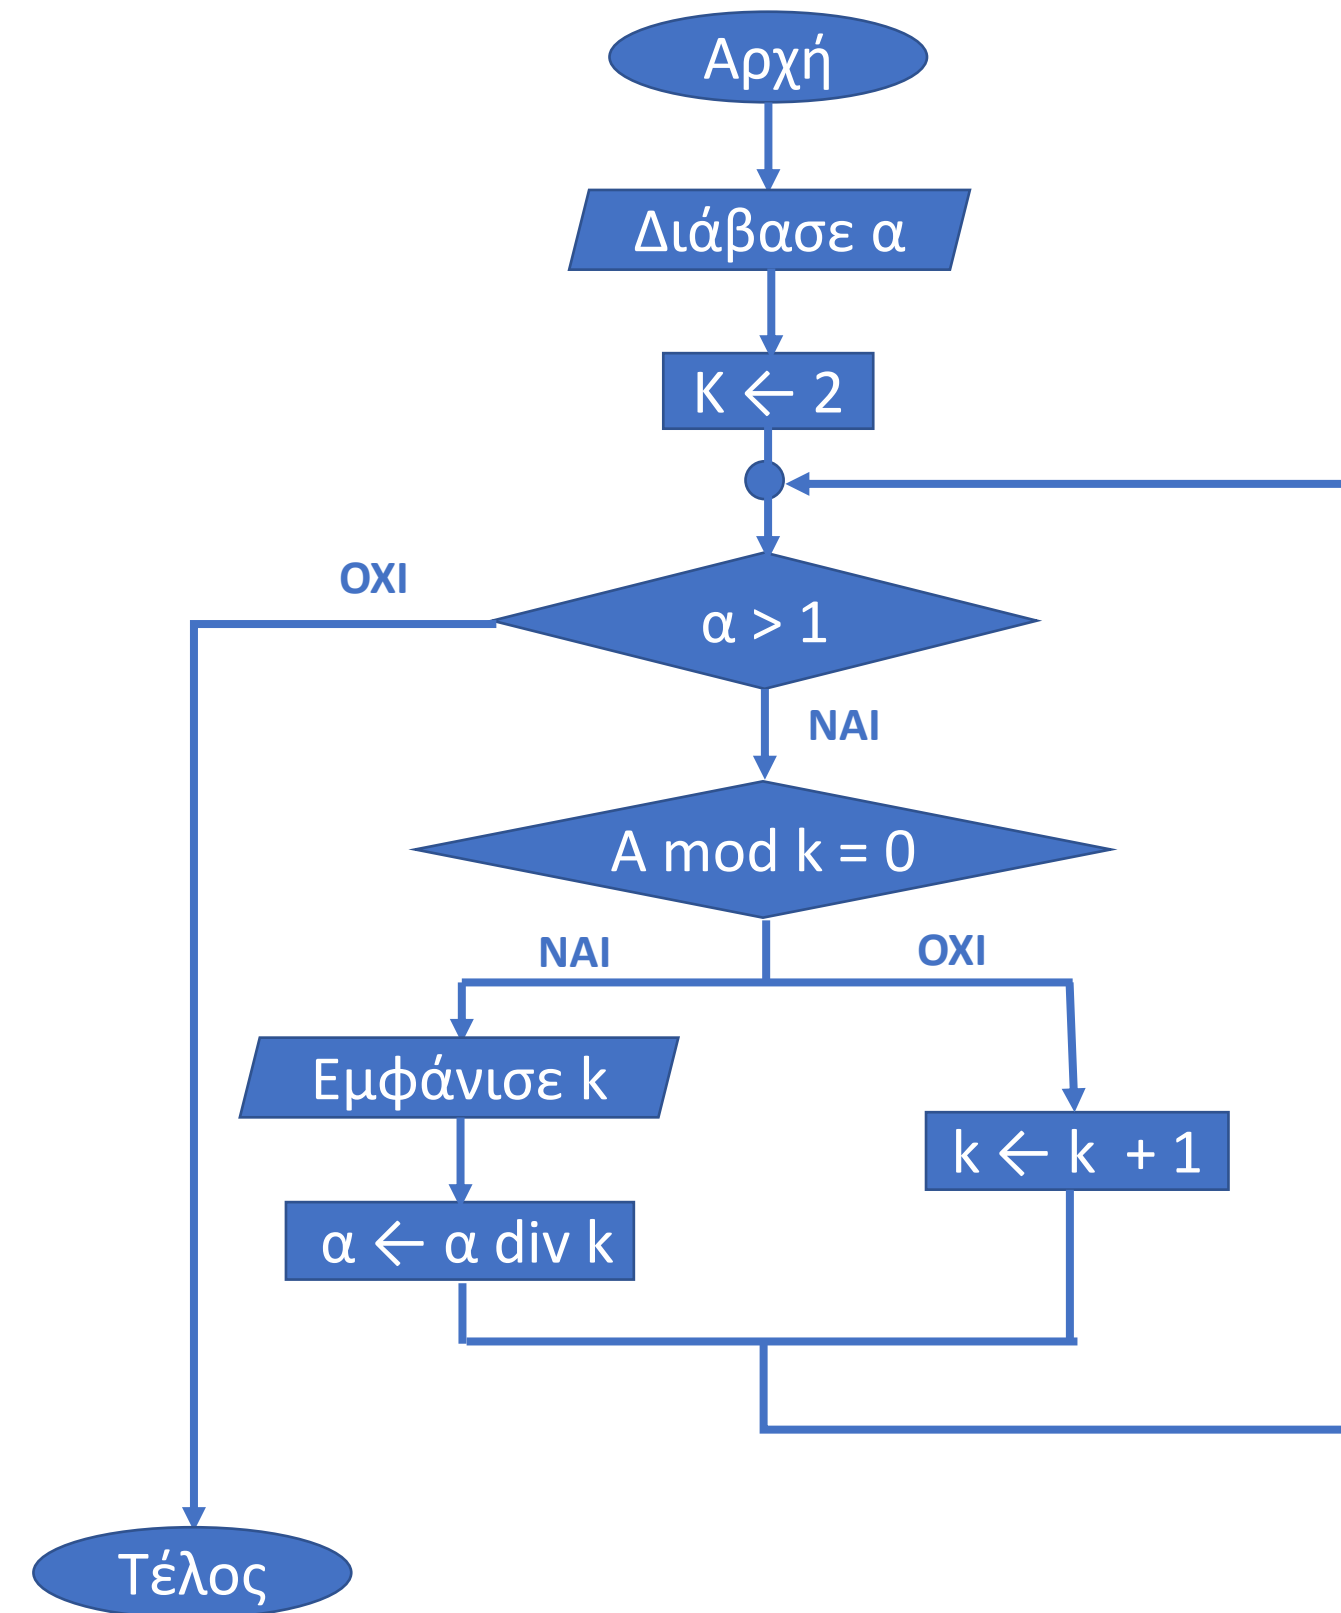 Αρχή
Διάβασε α
Κ ← 2
ΟΧΙ
α > 1
ΝΑΙ
Α mod k = 0
ΝΑΙ
ΟΧΙ
Εμφάνισε k
k ← k + 1
α ← α div k
Τέλος